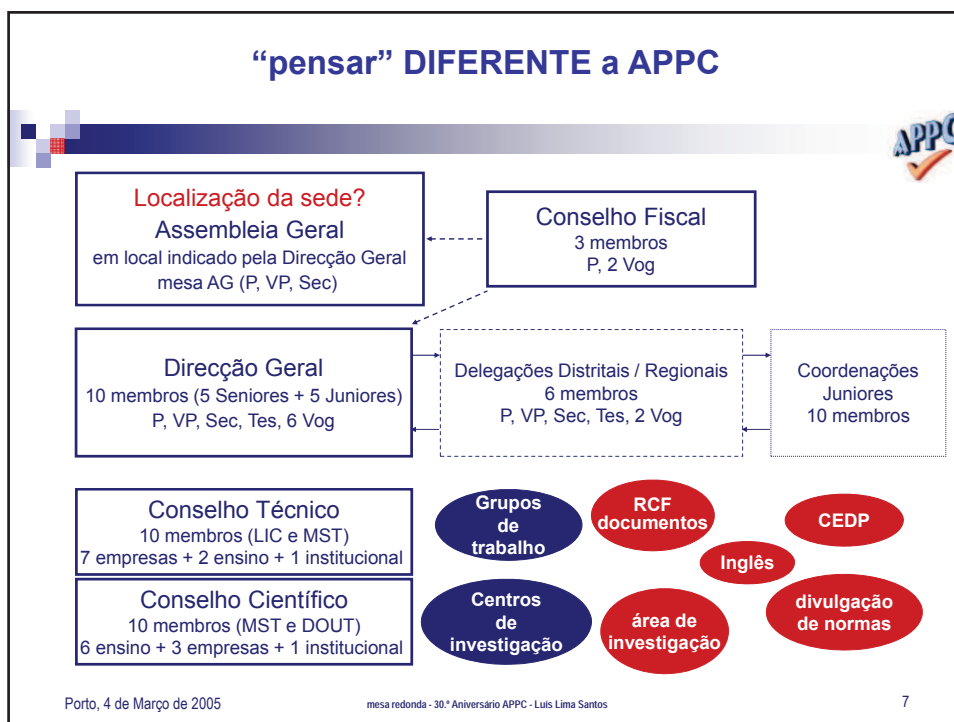 “pensar” DIFERENTE a APPC
APPC
Localização da sede?
Assembleia Geral
em local indicado pela Direcção Geral
mesa AG (P, VP, Sec)
Conselho Fiscal
3 membros
P, 2 Vog
Direcção Geral
10 membros (5 Seniores + 5 Juniores)
P, VP, Sec, Tes, 6 Vog
Delegações Distritais / Regionais
6 membros
P, VP, Sec, Tes, 2 Vog
Coordenações
Juniores
10 membros
Conselho Técnico
10 membros (LIC e MST)
7 empresas + 2 ensino + 1 institucional
Grupos
de
trabalho
RCF
documentos
CEDP
Inglês
Conselho Científico
10 membros (MST e DOUT)
6 ensino + 3 empresas + 1 institucional
Centros
de
investigação
área de
investigação
divulgação
de normas
Porto, 4 de Março de 2005
mesa redonda - 30.º Aniversário APPC - Luís Lima Santos
7